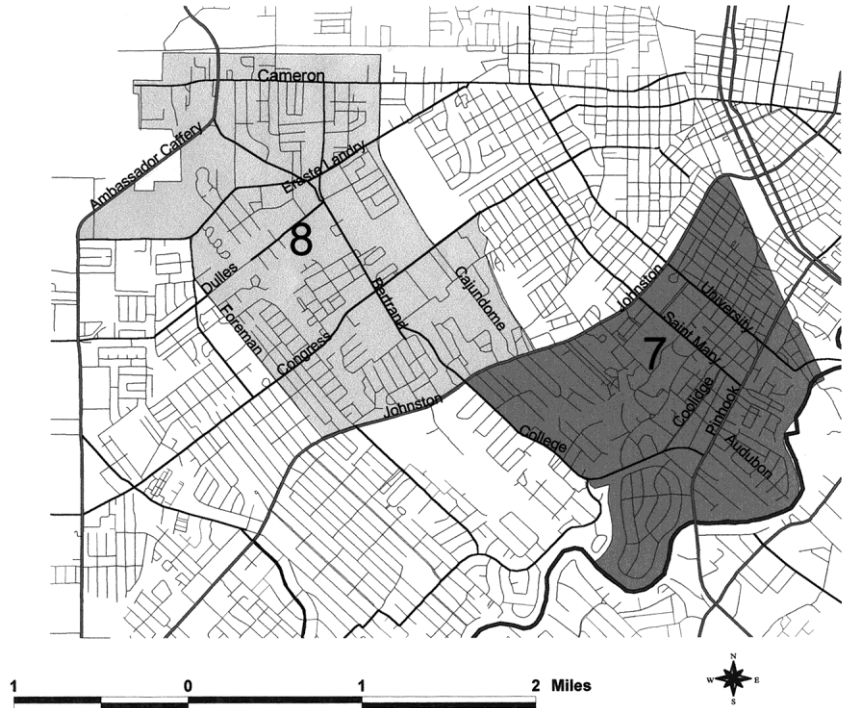 Cameron
Ambassador Caffery
Eraste Landry
8
Dulles
Bertrand
Cajundome
Foreman
Congress
Johnston
Johnston
University
Saint Mary
7
Coolidge
Pinhook
College
Audubon
N
W E
S
1 0 1 2 Miles